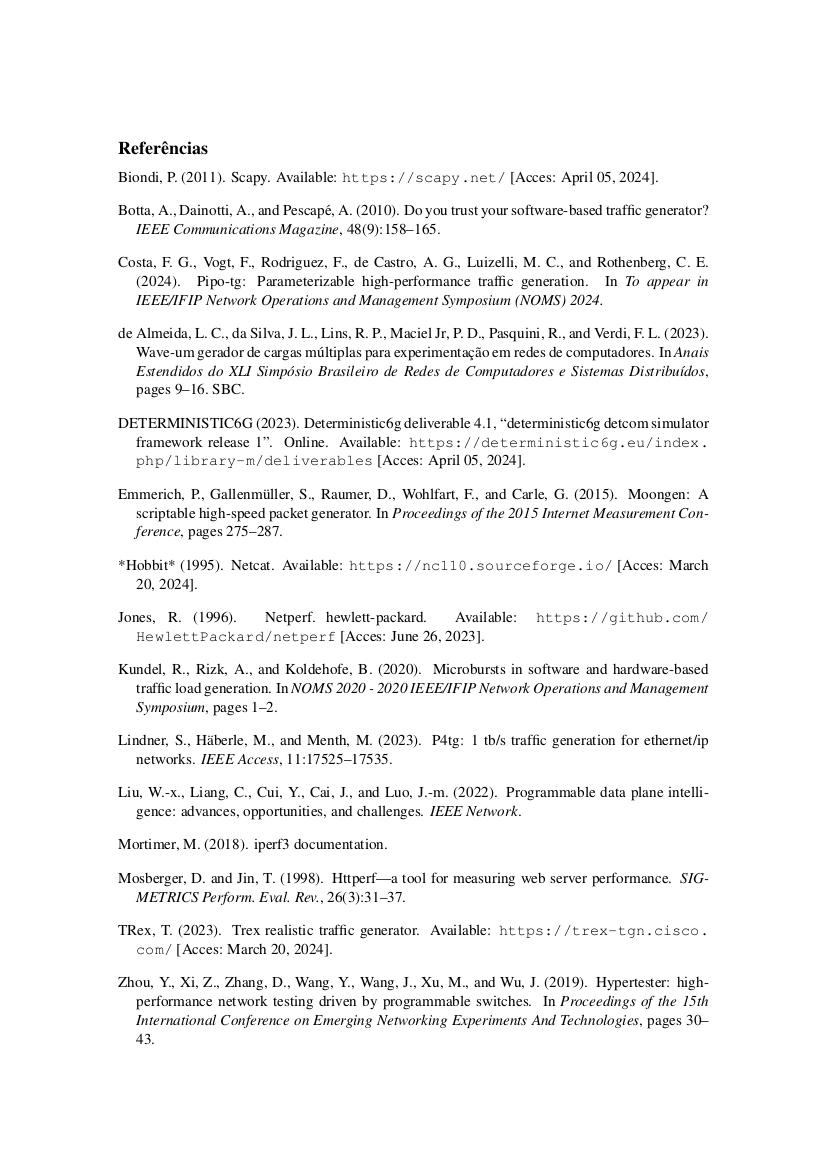 Referências
Biondi, P. (2011). Scapy. Available: https://scapy.net/ [Acces: April 05, 2024].
Botta, A., Dainotti, A., and Pescapé, A. (2010). Do you trust your software-based traffic generator?
IEEE Communications Magazine, 48(9):158–165.
Costa, F. G., Vogt, F., Rodriguez, F., de Castro, A. G., Luizelli, M. C., and Rothenberg, C. E.
(2024). Pipo-tg: Parameterizable high-performance traffic generation. In To appear in
IEEE/IFIP Network Operations and Management Symposium (NOMS) 2024.
de Almeida, L. C., da Silva, J. L., Lins, R. P., Maciel Jr, P. D., Pasquini, R., and Verdi, F. L. (2023).
Wave-um gerador de cargas múltiplas para experimentação em redes de computadores. In Anais
Estendidos do XLI Simpósio Brasileiro de Redes de Computadores e Sistemas Distribuídos,
pages 9–16. SBC.
DETERMINISTIC6G (2023). Deterministic6g deliverable 4.1, “deterministic6g detcom simulator
framework release 1”. Online. Available: https://deterministic6g.eu/index.
php/library-m/deliverables [Acces: April 05, 2024].
Emmerich, P., Gallenmüller, S., Raumer, D., Wohlfart, F., and Carle, G. (2015). Moongen: A
scriptable high-speed packet generator. In Proceedings of the 2015 Internet Measurement Con-
ference, pages 275–287.
*Hobbit* (1995). Netcat. Available: https://nc110.sourceforge.io/ [Acces: March
20, 2024].
Jones, R. (1996). Netperf. hewlett-packard. Available: https://github.com/
HewlettPackard/netperf [Acces: June 26, 2023].
Kundel, R., Rizk, A., and Koldehofe, B. (2020). Microbursts in software and hardware-based
traffic load generation. In NOMS 2020 - 2020 IEEE/IFIP Network Operations and Management
Symposium, pages 1–2.
Lindner, S., Häberle, M., and Menth, M. (2023). P4tg: 1 tb/s traffic generation for ethernet/ip
networks. IEEE Access, 11:17525–17535.
Liu, W.-x., Liang, C., Cui, Y., Cai, J., and Luo, J.-m. (2022). Programmable data plane intelli-
gence: advances, opportunities, and challenges. IEEE Network.
Mortimer, M. (2018). iperf3 documentation.
Mosberger, D. and Jin, T. (1998). Httperf—a tool for measuring web server performance. SIG-
METRICS Perform. Eval. Rev., 26(3):31–37.
TRex, T. (2023). Trex realistic traffic generator. Available: https://trex-tgn.cisco.
com/ [Acces: March 20, 2024].
Zhou, Y., Xi, Z., Zhang, D., Wang, Y., Wang, J., Xu, M., and Wu, J. (2019). Hypertester: high-
performance network testing driven by programmable switches. In Proceedings of the 15th
International Conference on Emerging Networking Experiments And Technologies, pages 30–
43.